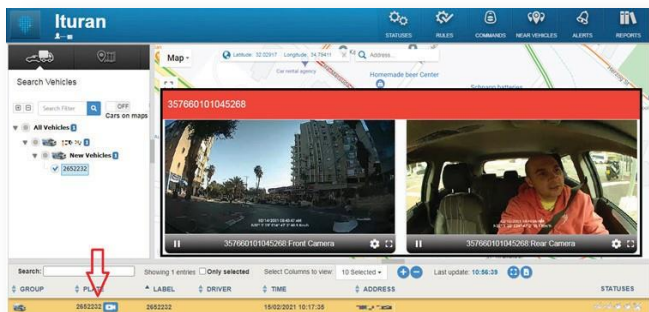 Ituran
STATUSES RULES COMMANDS NEAR VEHICLES ALERTS REPORTS
Map
Latitude: 32.02917 Longitude: 34.79411
Address...
Car rental agency
Homemade beer Center
Search Vehicles
Search Filter
OFF
Cars on maps
All Vehicles
New Vehicles
2652232
357660101045268
357660101045268:Front Camera
357660101045268:Rear Camera
Search:
Showing 1 entries
Only selected
Select Columns to view:
10 Selected
Last update: 10:56:35
GROUP PLATE LABEL DRIVER TIME ADDRESS STATUSES
2652232 2652232 15/02/2021 10:17:35